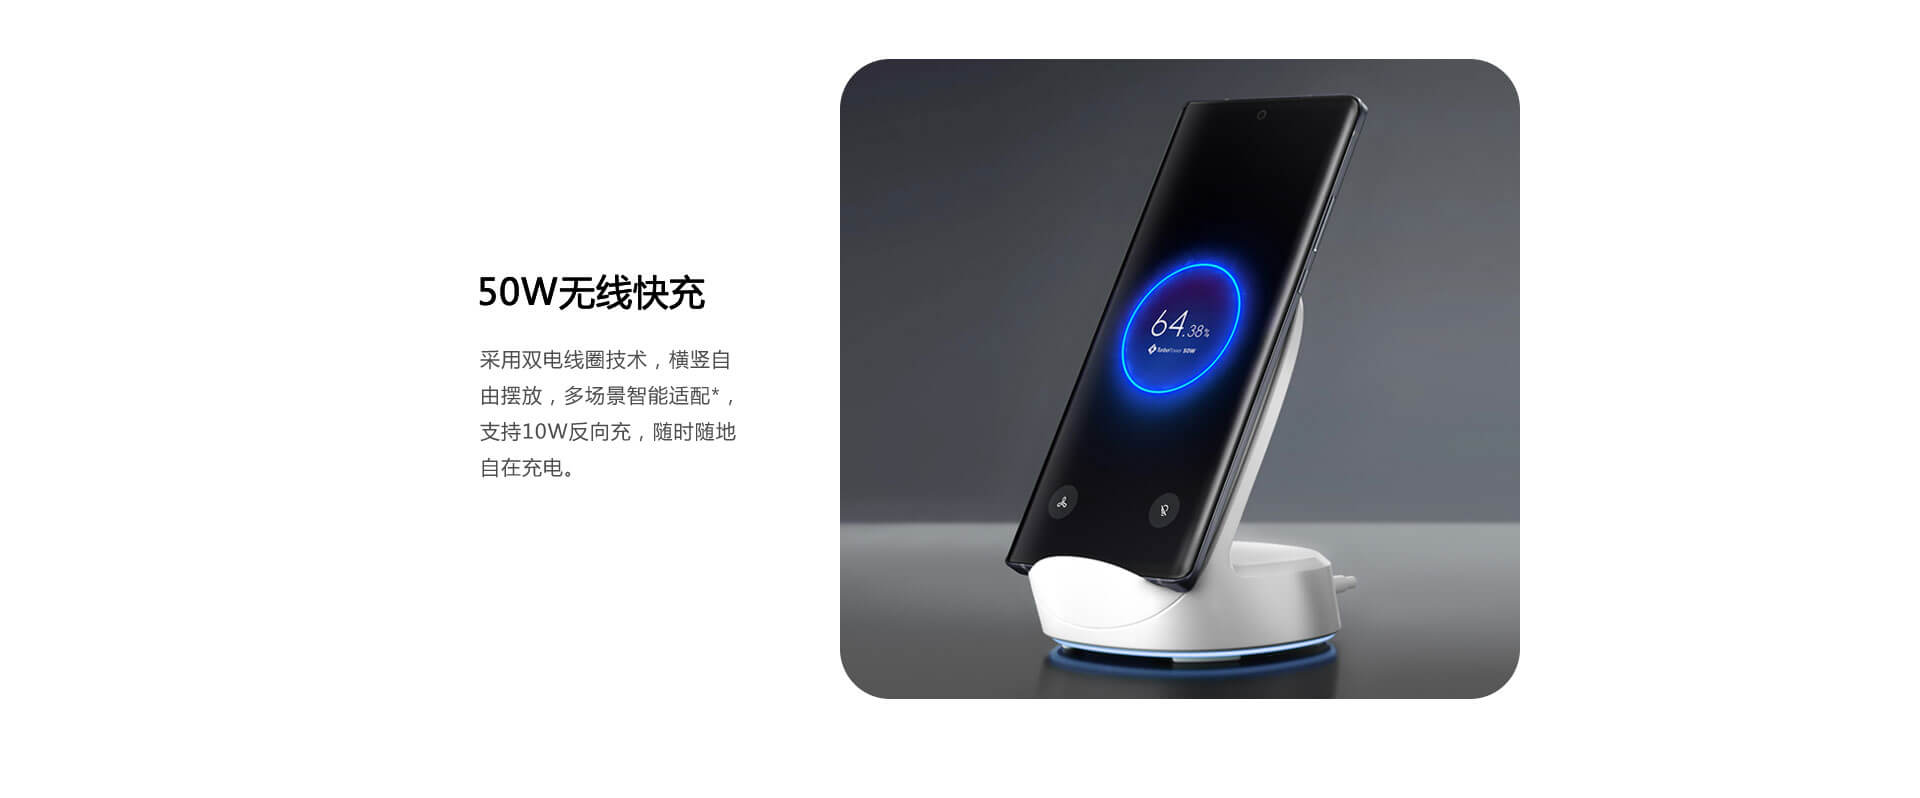 50W无线快充
采用双电线圈技术，横竖自
由摆放，多场景智能适配*，
支持10W反向充，随时随地
自在充电。
64.38%
TurboPower 50W